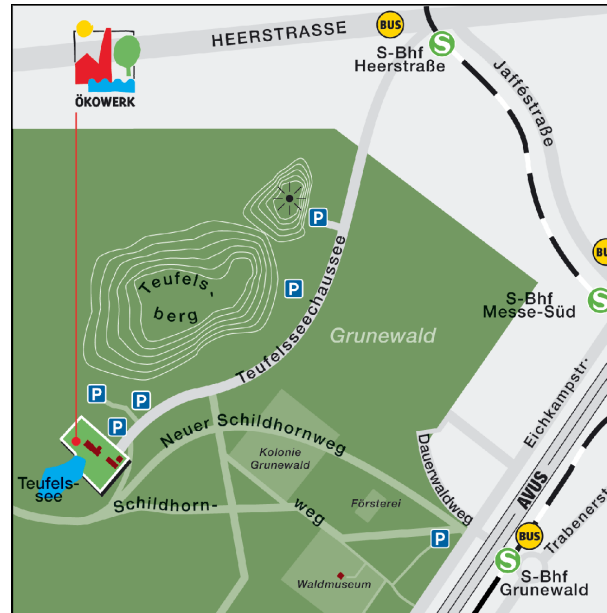 BUS
HEERSTRASSE
S-Bhf
Heerstraße
S
Jafféstraße
ÖKOWERK
P
BUS
S
S-Bhf
Messe-Süd
Teufels,
berg
P
Teufelsseechaussee
Grunewald
P
P
P
Neuer Schildhornweg
Kolonie
Grunewald
Dauerwaldweg
Eichkampstr.
AVUS
Teufels-
see
Schildhorn-
weg
Försterei
P
BUS
Trabenerst
S
S-Bhf
Grunewald
Waldmuseum